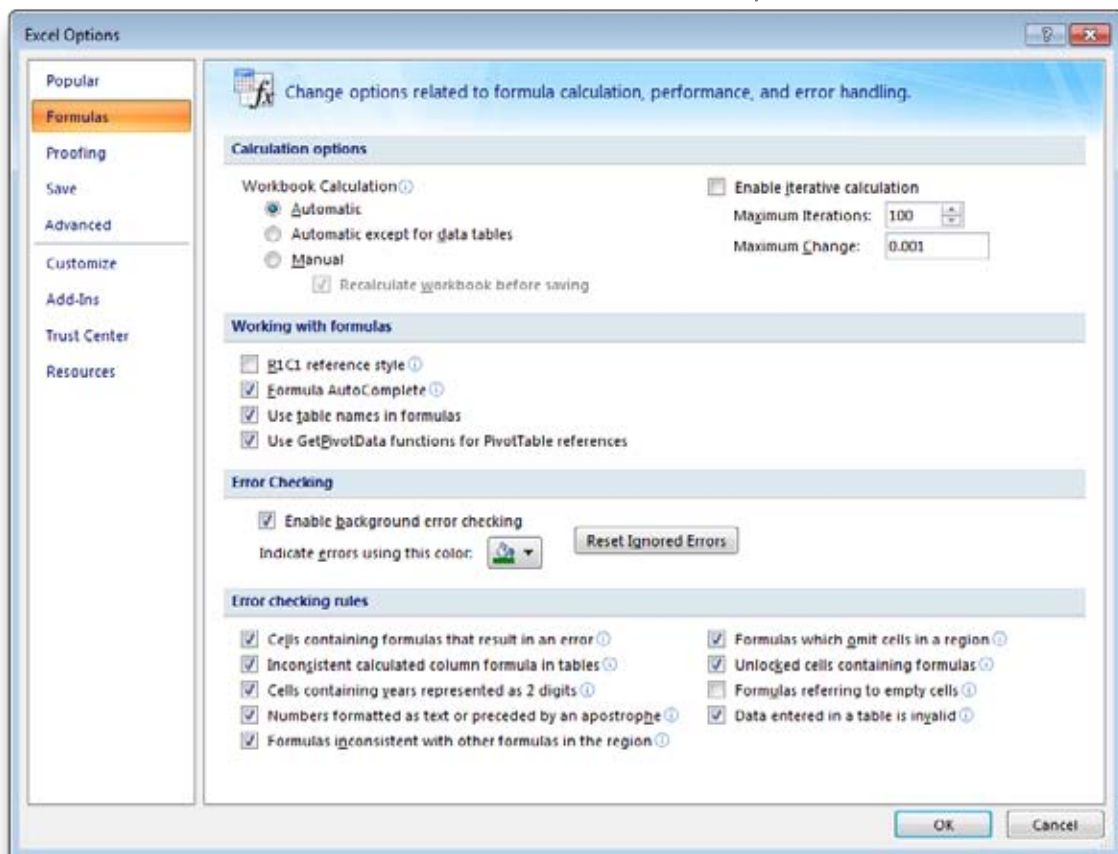 Excel Options
Popular
Formulas
Proofing
Save
Advanced
Customize
Add-Ins
Trust Center
Resources
Change options related to formula calculation, performance, and error handling.
Calculation options
Workbook Calculation
Automatic
Automatic except for data tables
Manual
Recalculate workbook before saving
Enable iterative calculation
Maximum Iterations: 100
Maximum Change: 0.001
Working with formulas
R1C1 reference style
Formula AutoComplete
Use table names in formulas
Use GetPivotData functions for PivotTable references
Error Checking
Enable background error checking
Indicate errors using this color:
Reset Ignored Errors
Error checking rules
Cells containing formulas that result in an error
Inconsistent calculated column formula in tables
Cells containing years represented as 2 digits
Numbers formatted as text or preceded by an apostrophe
Formulas inconsistent with other formulas in the region
Formulas which omit cells in a region
Unlocked cells containing formulas
Formulas referring to empty cells
Data entered in a table is invalid
OK
Cancel